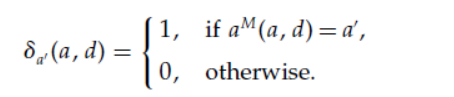 δ_{a'}(a, d) = { 1, if a^M(a, d) = a',
0, otherwise.